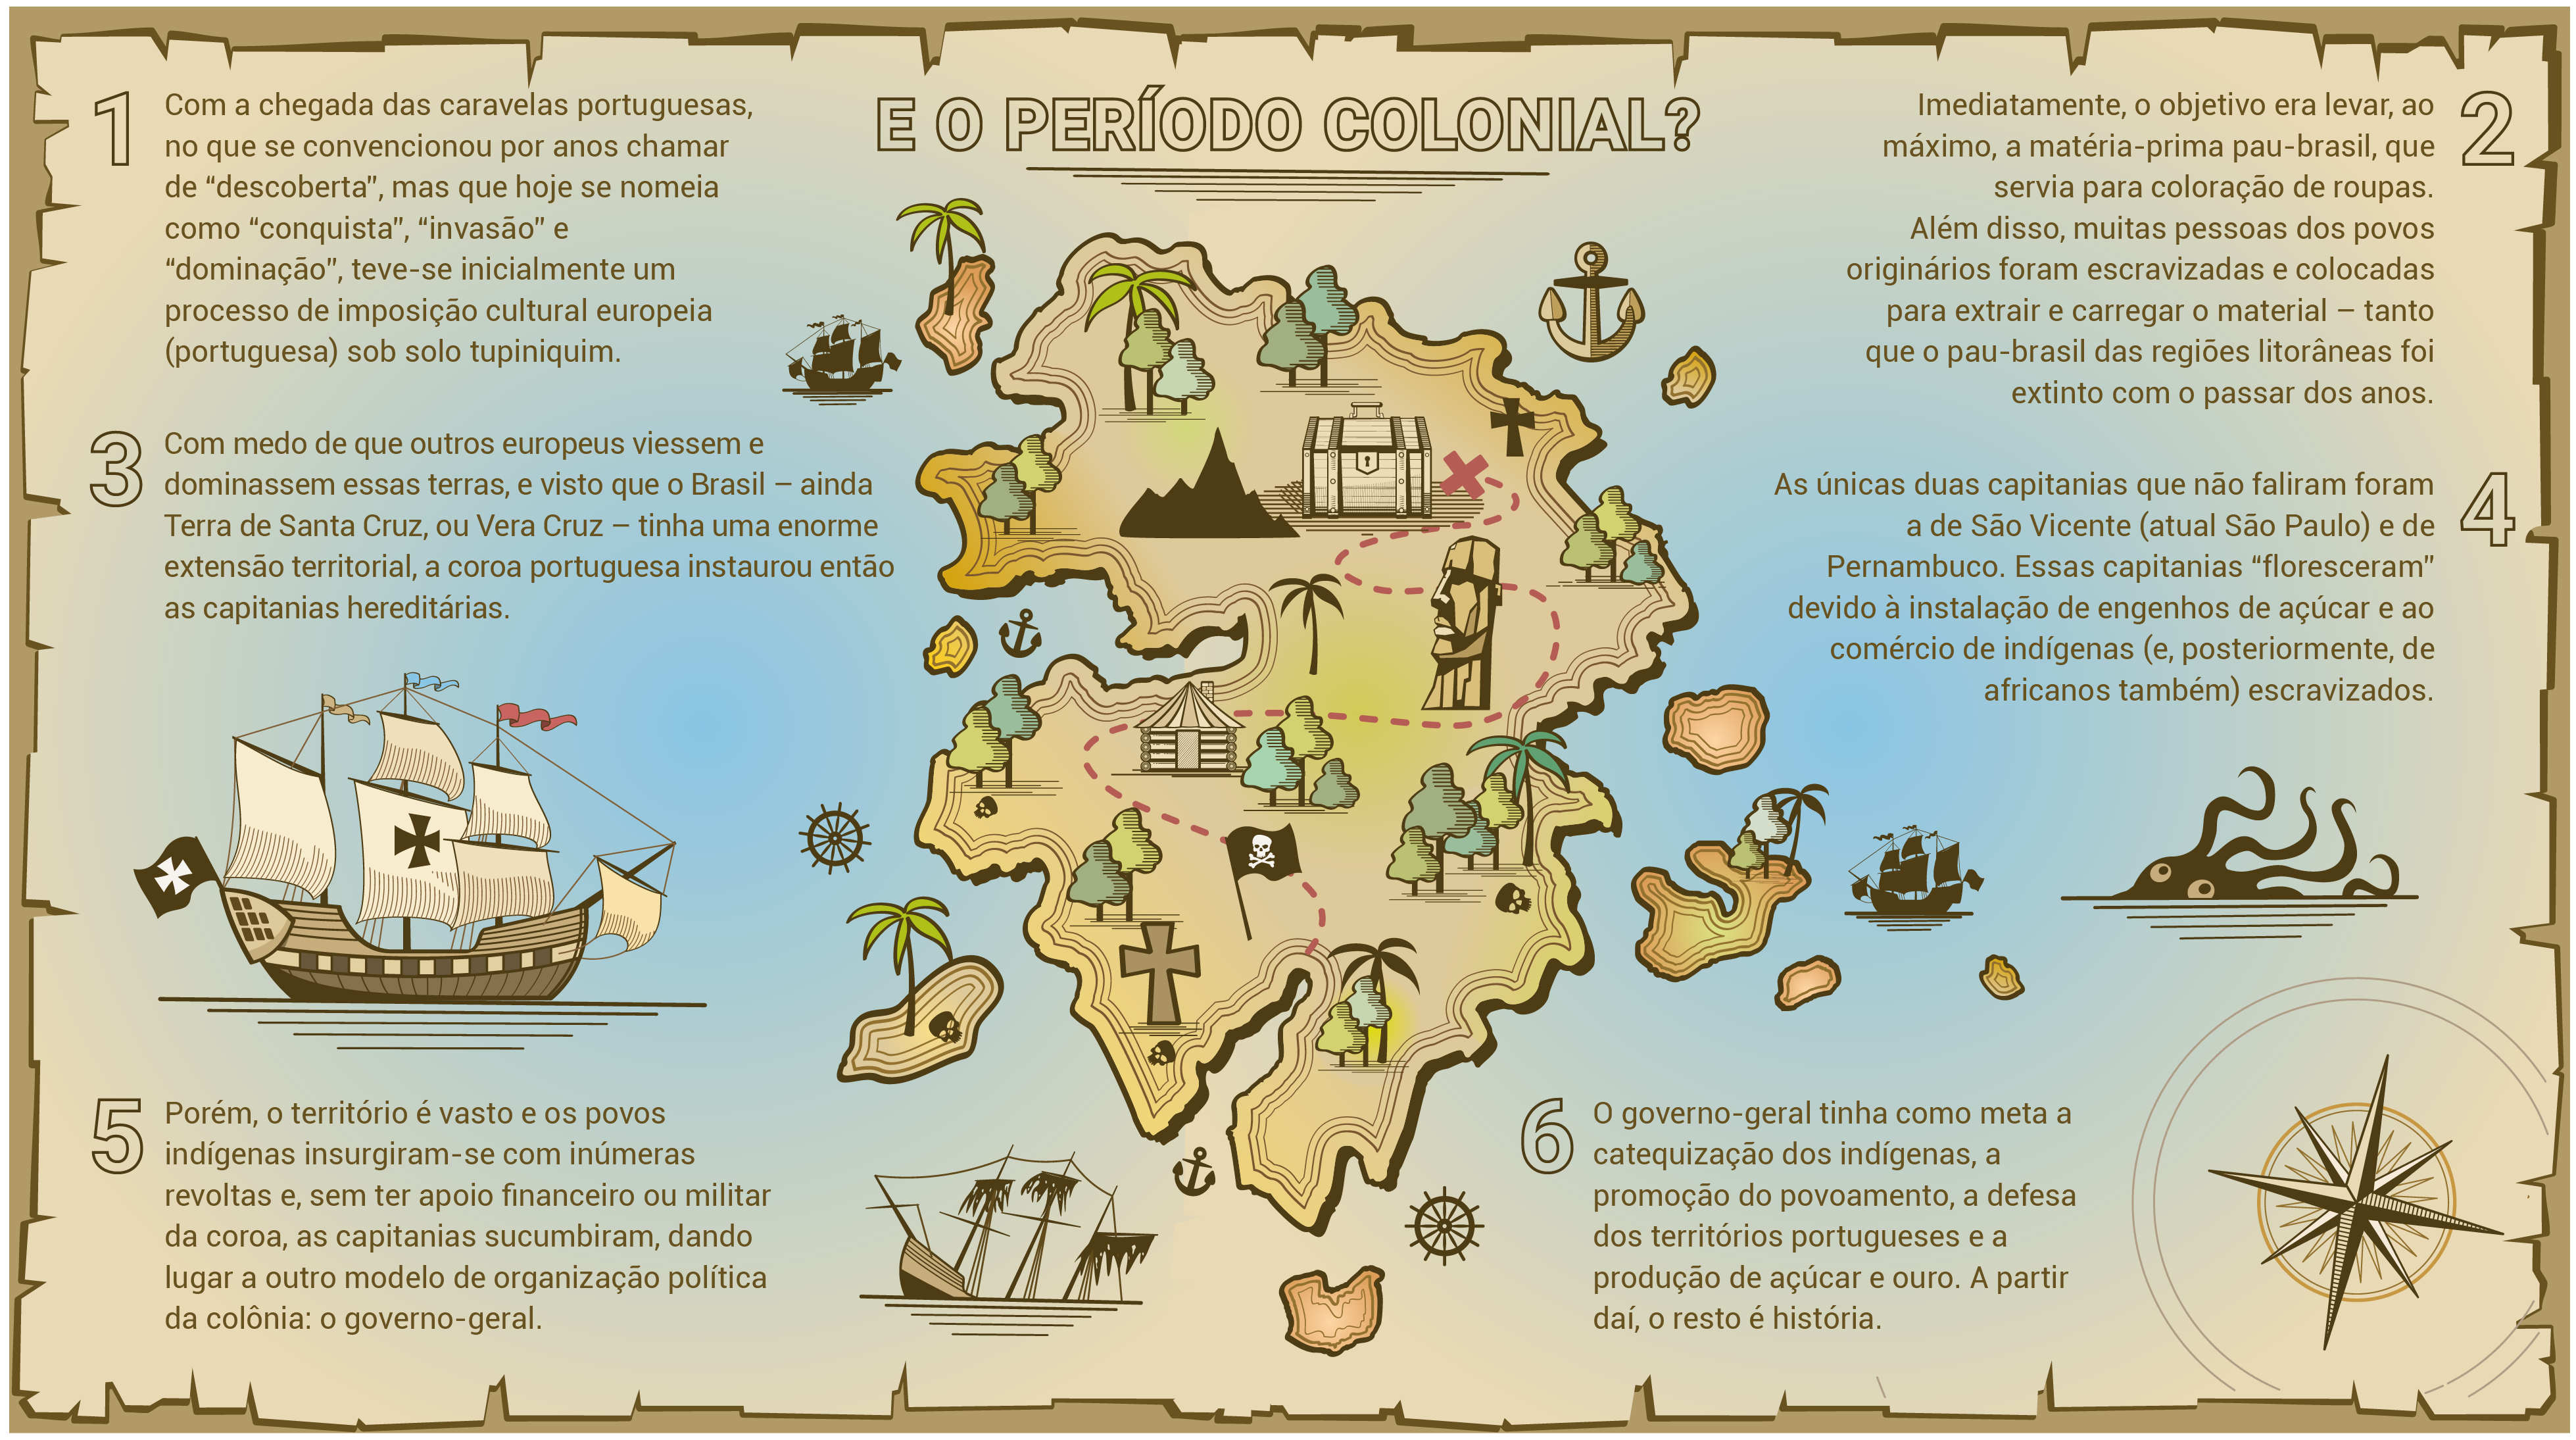 E O PERÍODO COLONIAL?
1
Com a chegada das caravelas portuguesas,
no que se convencionou por anos chamar
de “descoberta”, mas que hoje se nomeia
como “conquista”, “invasão” e
“dominação”, teve-se inicialmente um
processo de imposição cultural europeia
(portuguesa) sob solo tupiniquim.
2
Imediatamente, o objetivo era levar, ao
máximo, a matéria-prima pau-brasil, que
servia para coloração de roupas.
Além disso, muitas pessoas dos povos
originários foram escravizadas e colocadas
para extrair e carregar o material – tanto
que o pau-brasil das regiões litorâneas foi
extinto com o passar dos anos.
3
Com medo de que outros europeus viessem e
dominassem essas terras, e visto que o Brasil – ainda
Terra de Santa Cruz, ou Vera Cruz – tinha uma enorme
extensão territorial, a coroa portuguesa instaurou então
as capitanias hereditárias.
4
As únicas duas capitanias que não faliram foram
a de São Vicente (atual São Paulo) e de
Pernambuco. Essas capitanias “floresceram”
devido à instalação de engenhos de açúcar e ao
comércio de indígenas (e, posteriormente, de
africanos também) escravizados.
5
Porém, o território é vasto e os povos
indígenas insurgiram-se com inúmeras
revoltas e, sem ter apoio financeiro ou militar
da coroa, as capitanias sucumbiram, dando
lugar a outro modelo de organização política
da colônia: o governo-geral.
6
O governo-geral tinha como meta a
catequização dos indígenas, a
promoção do povoamento, a defesa
dos territórios portugueses e a
produção de açúcar e ouro. A partir
daí, o resto é história.